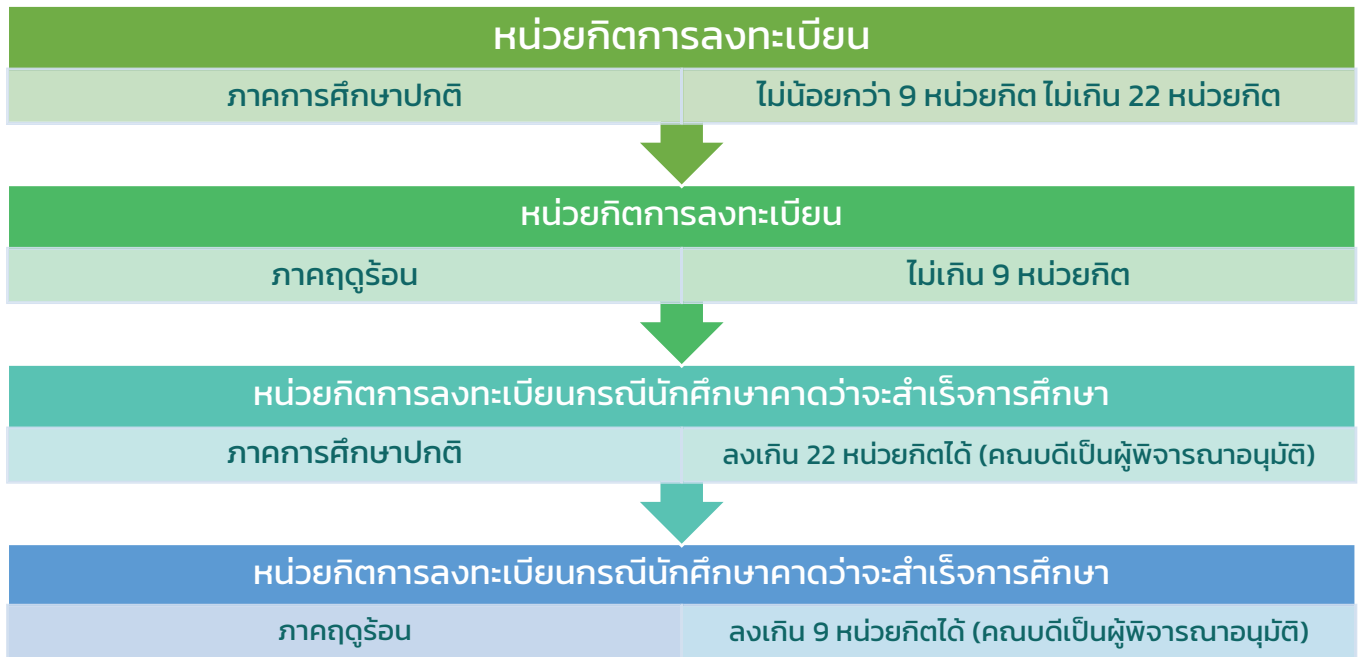 หน่วยกิตการลงทะเบียน
ภาคการศึกษาปกติ ไม่น้อยกว่า 9 หน่วยกิต ไม่เกิน 22 หน่วยกิต
หน่วยกิตการลงทะเบียน
ภาคฤดูร้อน ไม่เกิน 9 หน่วยกิต
หน่วยกิตการลงทะเบียนกรณีนักศึกษาคาดว่าจะสำเร็จการศึกษา
ภาคการศึกษาปกติ ลงเกิน 22 หน่วยกิตได้ (คณบดีเป็นผู้พิจารณาอนุมัติ)
หน่วยกิตการลงทะเบียนกรณีนักศึกษาคาดว่าจะสำเร็จการศึกษา
ภาคฤดูร้อน ลงเกิน 9 หน่วยกิตได้ (คณบดีเป็นผู้พิจารณาอนุมัติ)